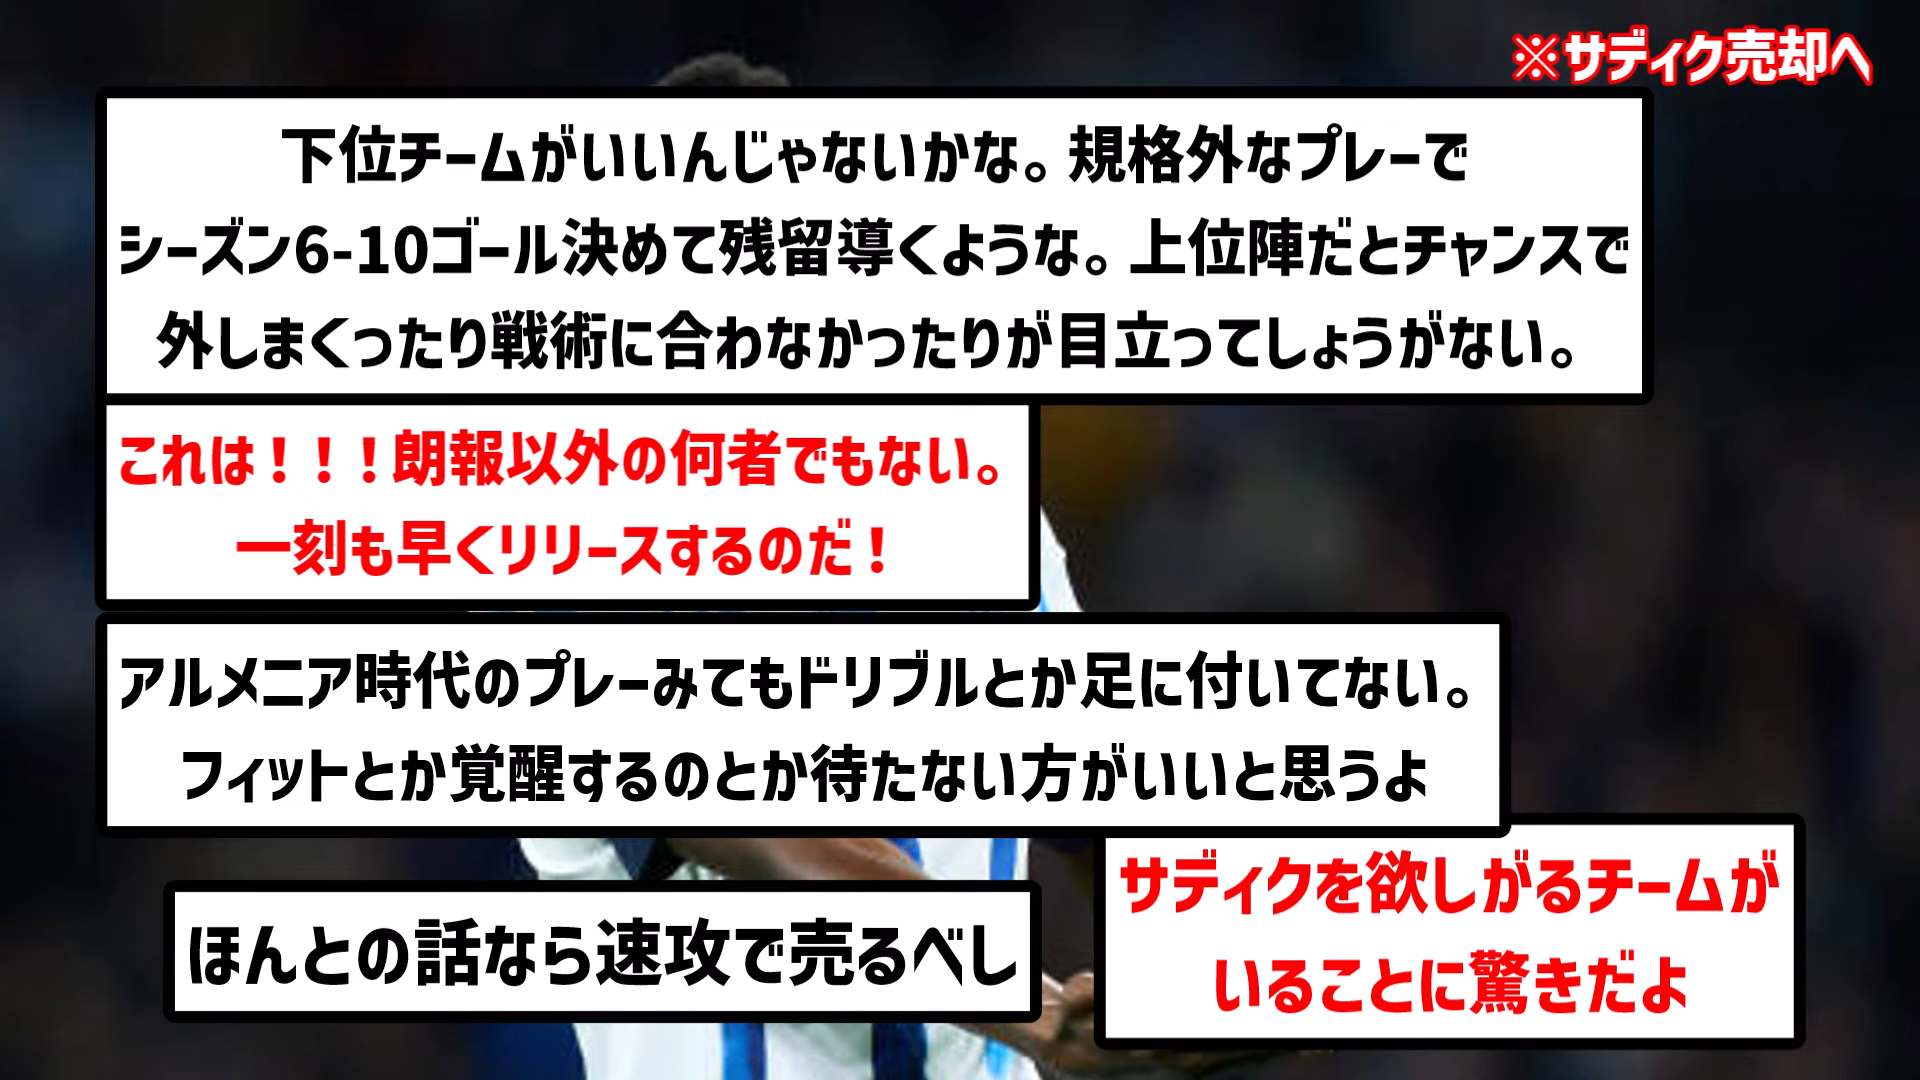 ※サディク売却へ
下位チームがいいんじゃないかな。規格外なプレーで
シーズン6-10ゴール決めて残留導くような。上位陣だとチャンスで
外しまくったり戦術に合わなかったりが目立ってしょうがない。
これは！！！朗報以外の何者でもない。
一刻も早くリリースするのだ！
アルメニア時代のプレーみてもドリブルとか足に付いてない。
フィットとか覚醒するのとか待たない方がいいと思うよ
ほんとの話なら速攻で売るべし
サディクを欲しがるチームが
いることに驚きだよ